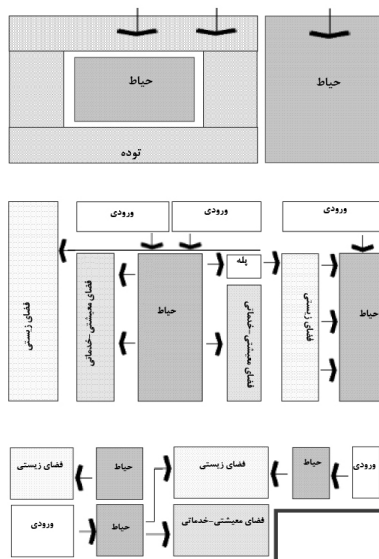 حیاط
حیاط
توده
ورودی
ورودی
ورودی
پله
فضای زیستی
فضای معیشتی-خدماتی
حیاط
فضای معیشتی-خدماتی
فضای زیستی
حیاط
فضای زیستی
حیاط
فضای زیستی
حیاط
ورودی
ورودی
حیاط
فضای معیشتی-خدماتی